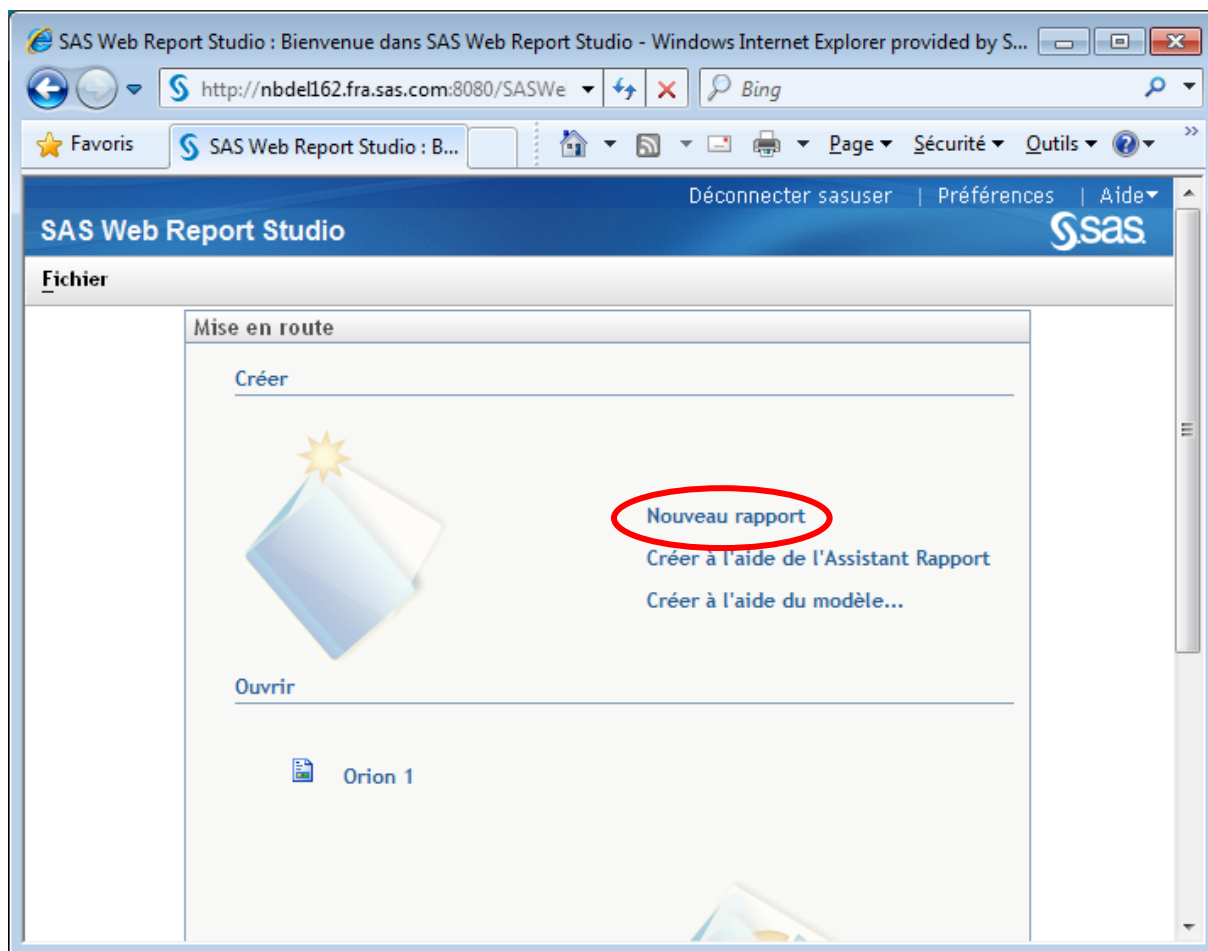 SAS Web Report Studio : Bienvenue dans SAS Web Report Studio - Windows Internet Explorer provided by S...
http://nbdel162.fra.sas.com:8080/SASWe
Bing
Favoris
SAS Web Report Studio : B...
Page
Sécurité
Outils
Déconnecter sasuser | Préférences | Aide
SAS Web Report Studio
sas
Fichier
Mise en route
Créer
Nouveau rapport
Créer à l'aide de l'Assistant Rapport
Créer à l'aide du modèle...
Ouvrir
Orion 1